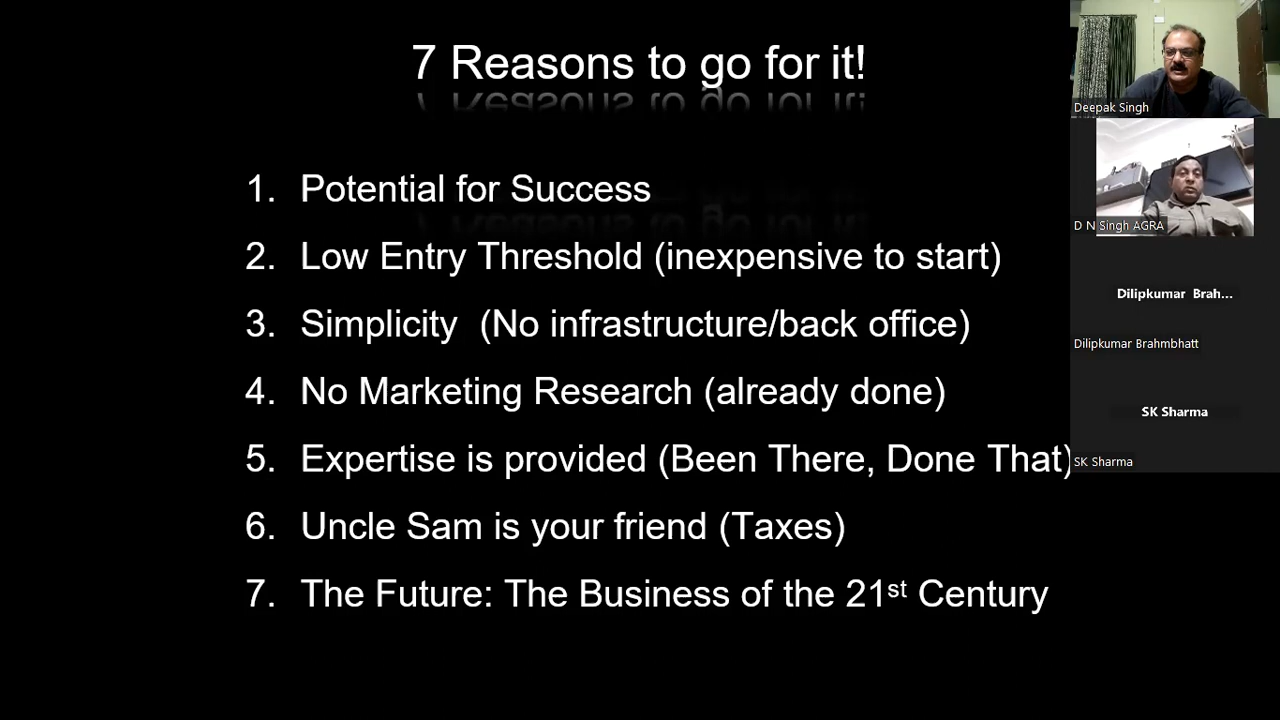 7 Reasons to go for it!
1. Potential for Success
2. Low Entry Threshold (inexpensive to start)
3. Simplicity  (No infrastructure/back office)
4. No Marketing Research (already done)
5. Expertise is provided (Been There, Done That)
6. Uncle Sam is your friend (Taxes)
7. The Future: The Business of the 21st Century
Deepak Singh
D N Singh AGRA
Dilipkumar Brah...
Dilipkumar Brahmbhatt
SK Sharma
SK Sharma